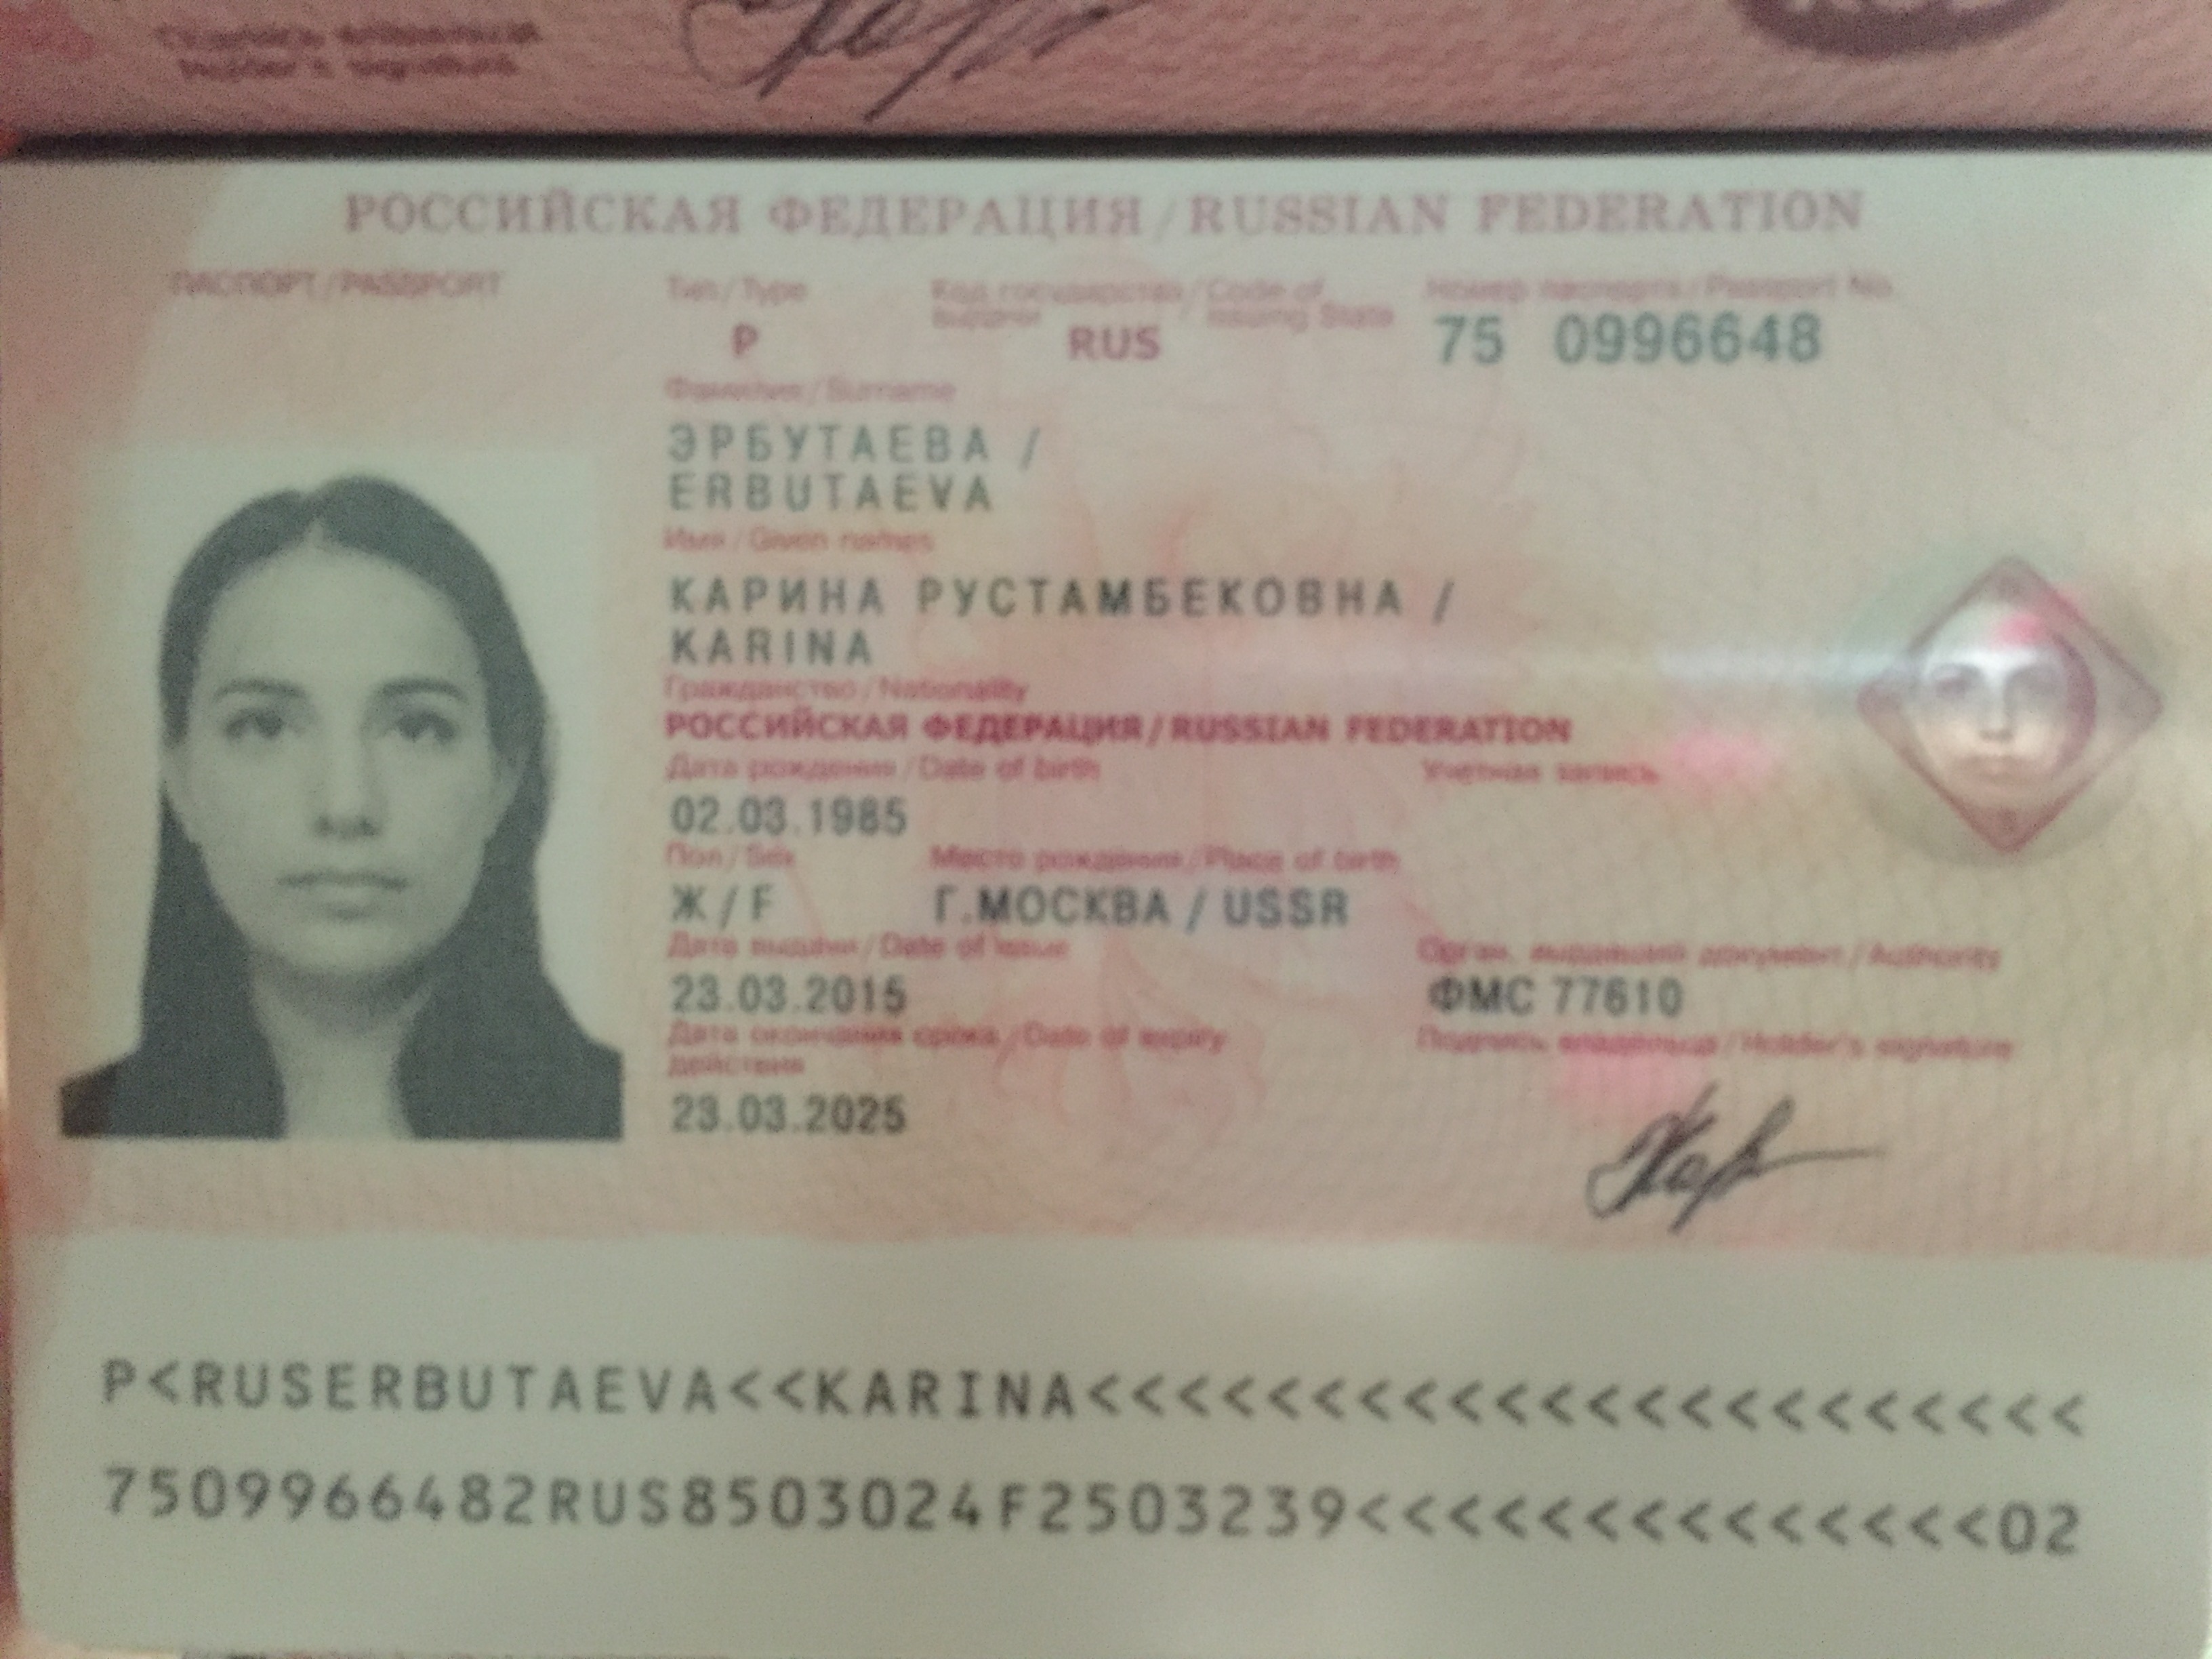 РОССИЙСКАЯ ФЕДЕРАЦИЯ / RUSSIAN FEDERATION
ПАСПОРТ / PASSPORT
Тип / Type
Код государства / Code of
выдачи issuing State
Номер паспорта / Passport No.
P
RUS
75 0996648
Фамилия / Surname
ЭРБУТАЕВА /
ERBUTAEVA
Имя / Given names
КАРИНА РУСТАМБЕКОВНА /
KARINA
Гражданство / Nationality
РОССИЙСКАЯ ФЕДЕРАЦИЯ / RUSSIAN FEDERATION
Дата рождения / Date of birth
Учетная запись
02.03.1985
Пол / Sex
Место рождения / Place of birth
Ж / F
Г.МОСКВА / USSR
Дата выдачи / Date of issue
Орган, выдавший документ / Authority
23.03.2015
ФМС 77610
Дата окончания срока / Date of expiry
действия
Подпись владельца / Holder's signature
23.03.2025
P<RUSERBUTAEVA<<KARINA<<<<<<<<<<<<<<<<<<<<<<
7509966482RUS8503024F2503239<<<<<<<<<<<<<<02